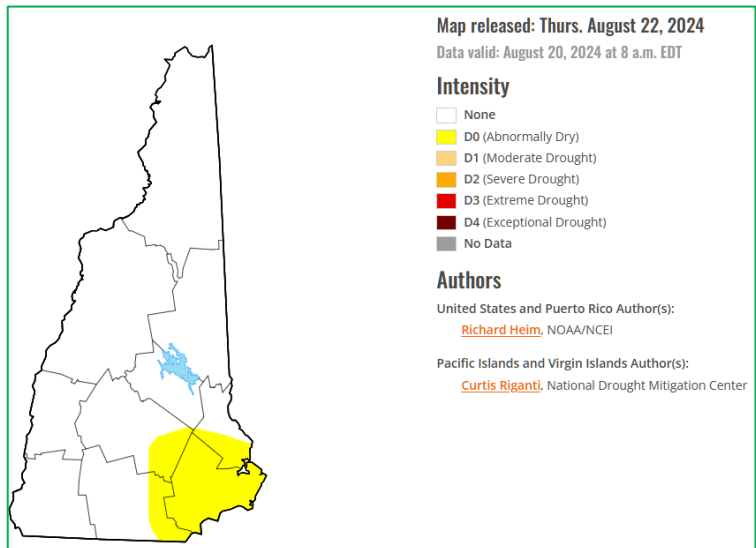 Map released: Thurs. August 22, 2024
Data valid: August 20, 2024 at 8 a.m. EDT
Intensity
None
D0 (Abnormally Dry)
D1 (Moderate Drought)
D2 (Severe Drought)
D3 (Extreme Drought)
D4 (Exceptional Drought)
No Data
Authors
United States and Puerto Rico Author(s):
Richard Heim, NOAA/NCEI
Pacific Islands and Virgin Islands Author(s):
Curtis Riganti, National Drought Mitigation Center